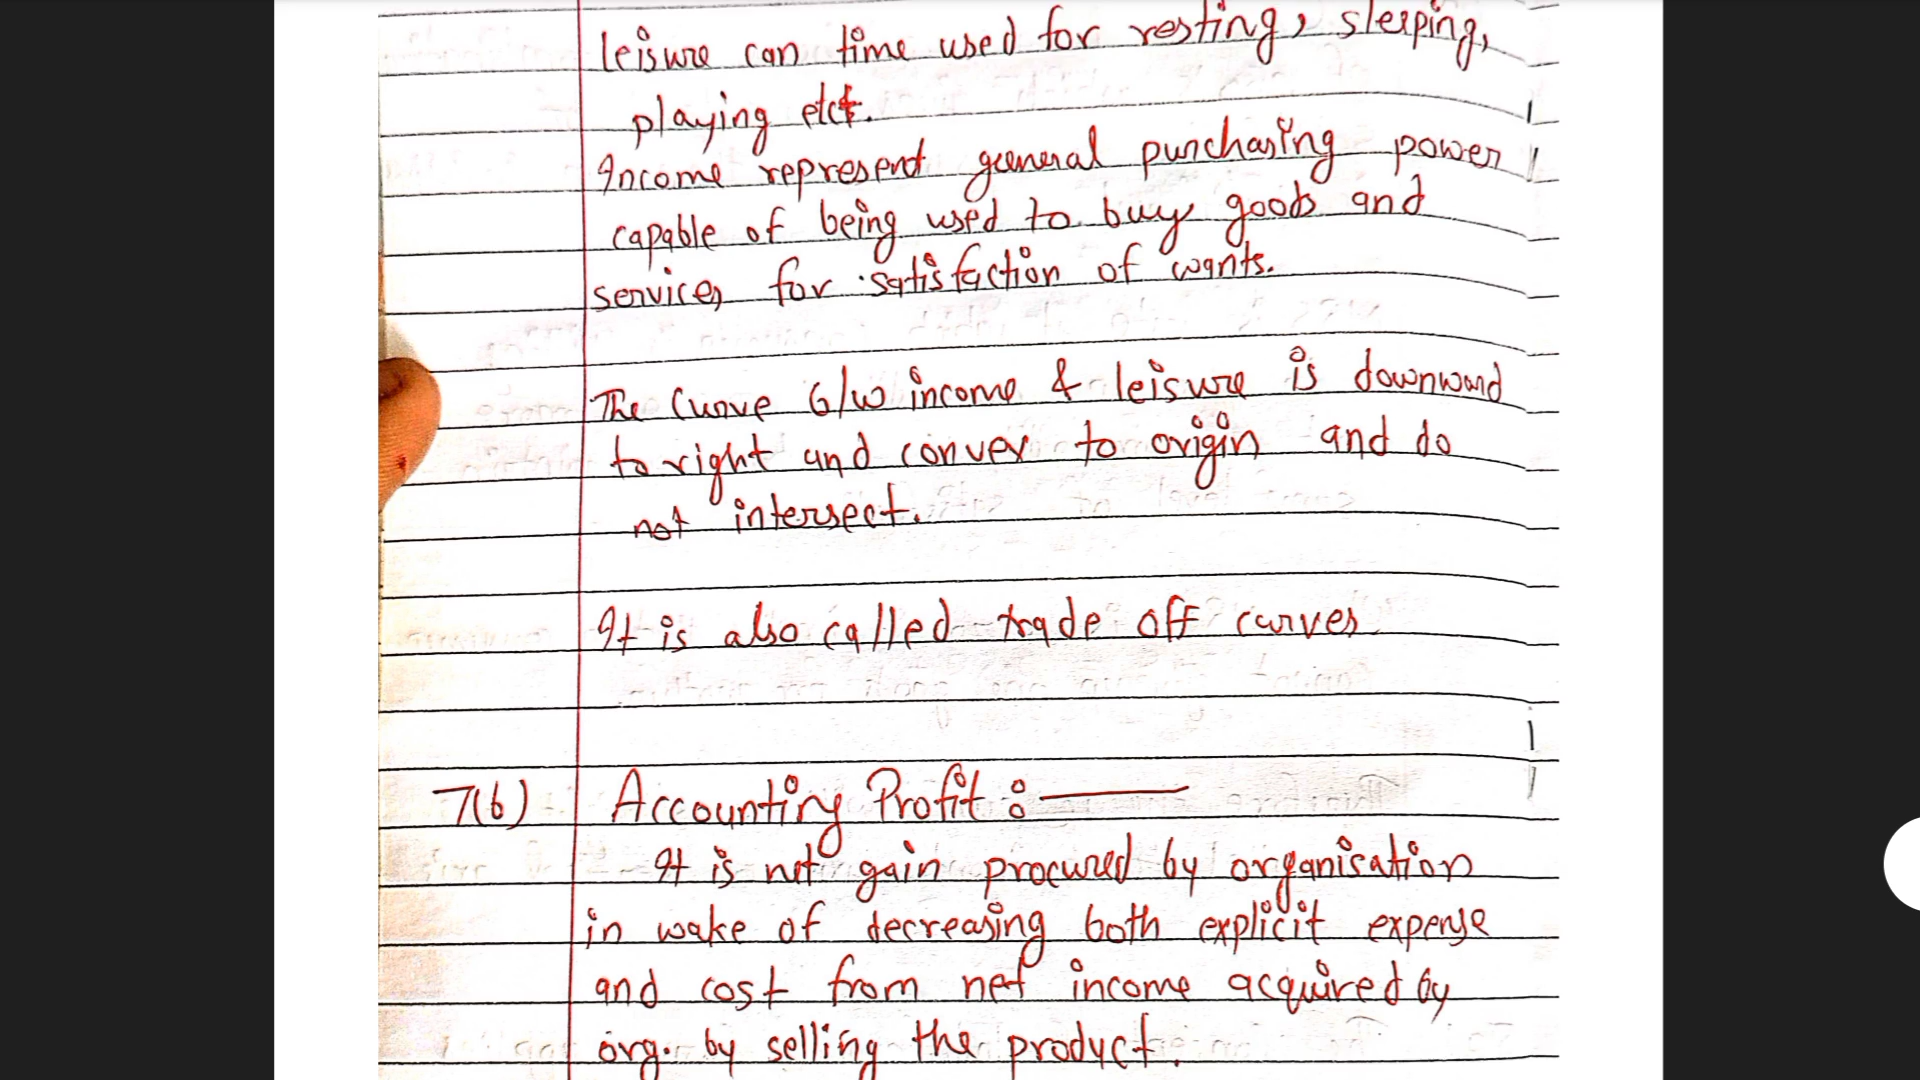 leisure can time used for resting, sleeping,
playing etc.
Income represent general purchasing power
capable of being used to buy goods and
services for satisfaction of wants.
The curve b/w income & leisure is downward
to right and convex to origin and do
not intersect.
It is also called trade off curves
7(b) Accounting Profit :—
It is net gain procured by organisation
in wake of decreasing both explicit expense
and cost from net income acquired by
org. by selling the product.